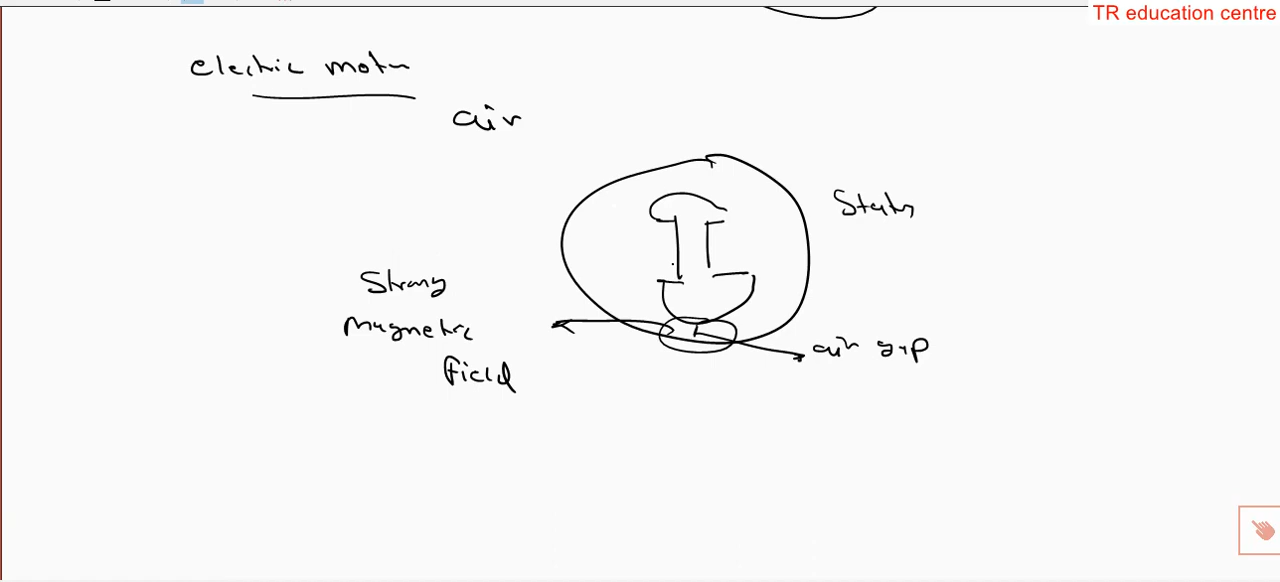 TR education centre
electric motor
air
Stator
Strong
magnetic
field
air gap